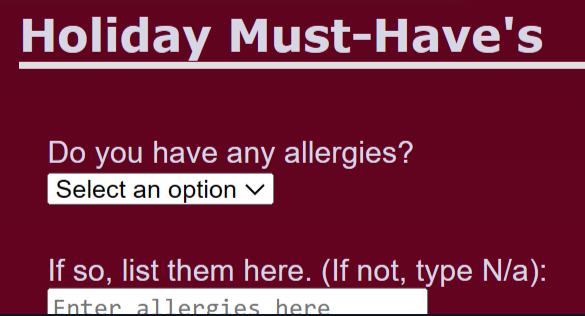 Holiday Must-Have's
Do you have any allergies?
Select an option
If so, list them here. (If not, type N/a):
Enter allergies here